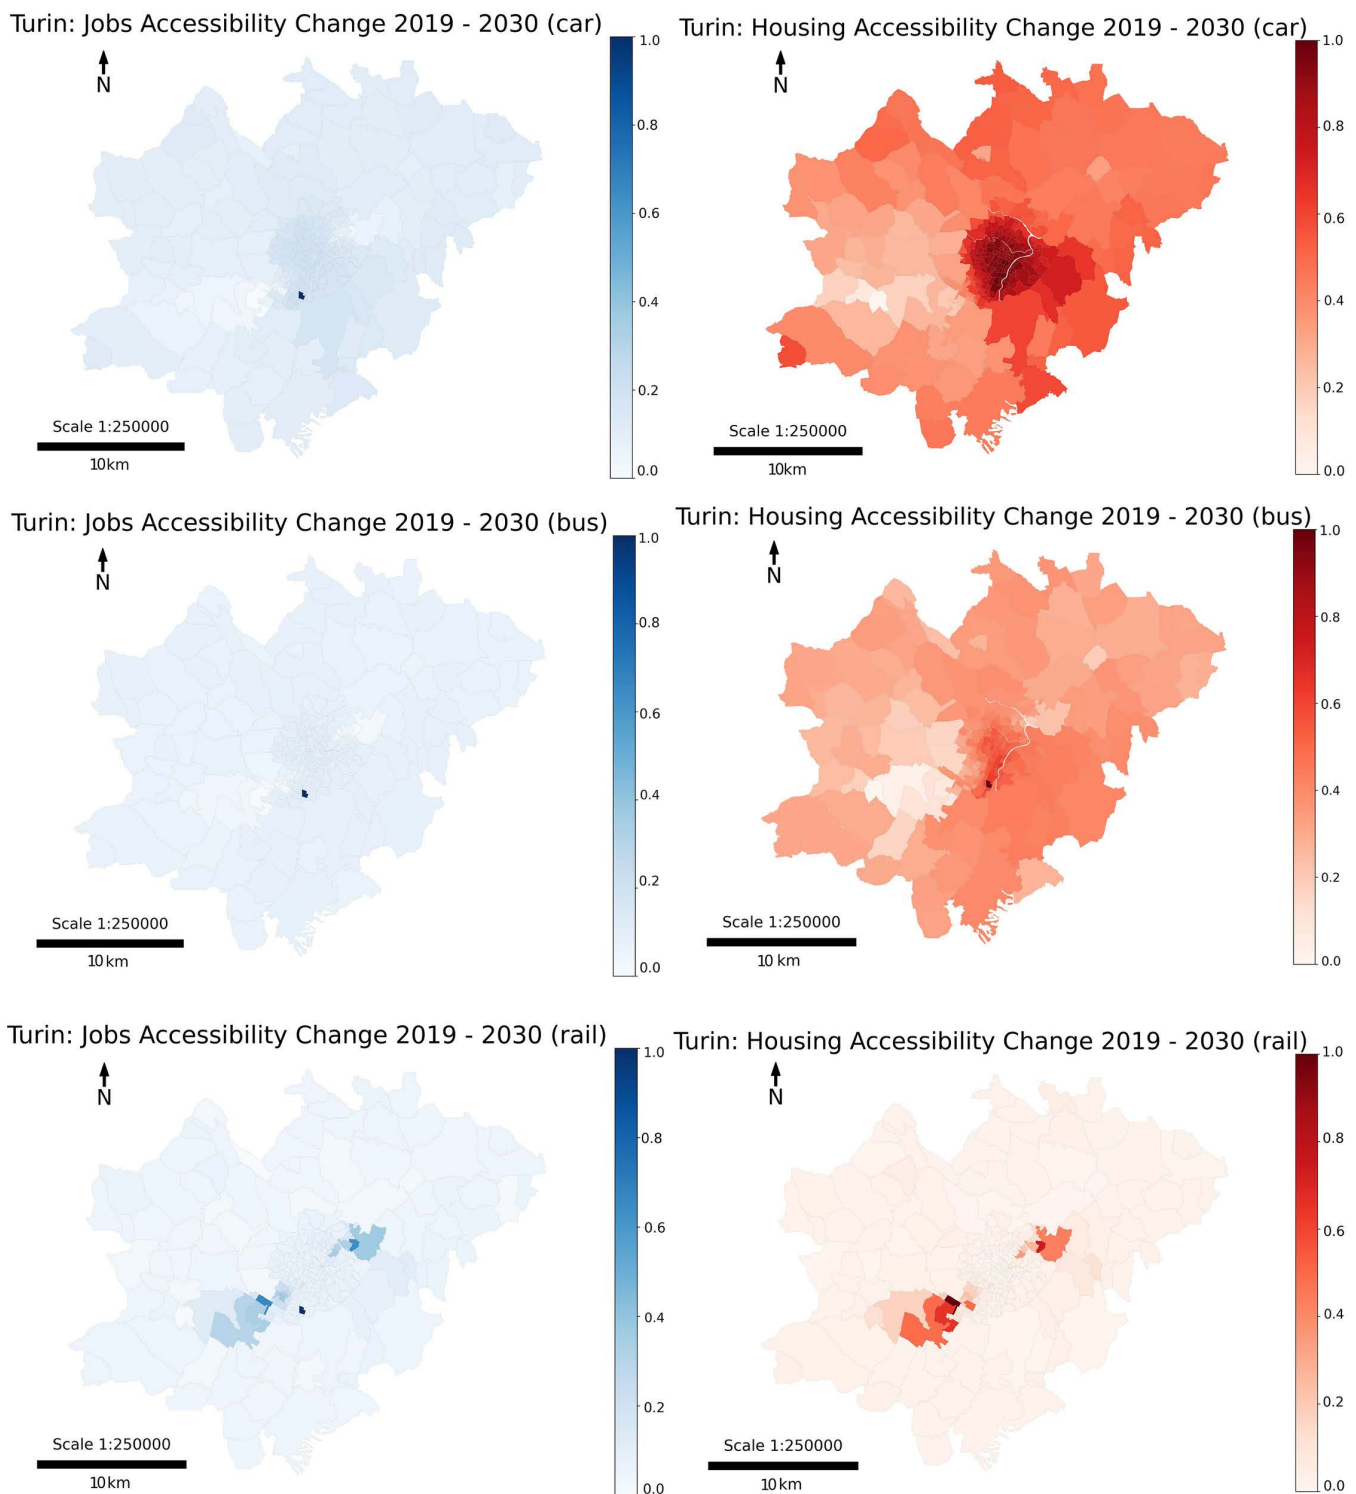 Turin: Jobs Accessibility Change 2019 - 2030 (car)
N
1.0
0.8
0.6
0.4
0.2
0.0
Scale 1:250000
10km
Turin: Housing Accessibility Change 2019 - 2030 (car)
N
1.0
0.8
0.6
0.4
0.2
0.0
Scale 1:250000
10km
Turin: Jobs Accessibility Change 2019 - 2030 (bus)
N
1.0
0.8
0.6
0.4
0.2
0.0
Scale 1:250000
10km
Turin: Housing Accessibility Change 2019 - 2030 (bus)
N
1.0
0.8
0.6
0.4
0.2
0.0
Scale 1:250000
10 km
Turin: Jobs Accessibility Change 2019 - 2030 (rail)
N
1.0
0.8
0.6
0.4
0.2
0.0
Scale 1:250000
10km
Turin: Housing Accessibility Change 2019 - 2030 (rail)
N
1.0
0.8
0.6
0.4
0.2
0.0
Scale 1:250000
10km